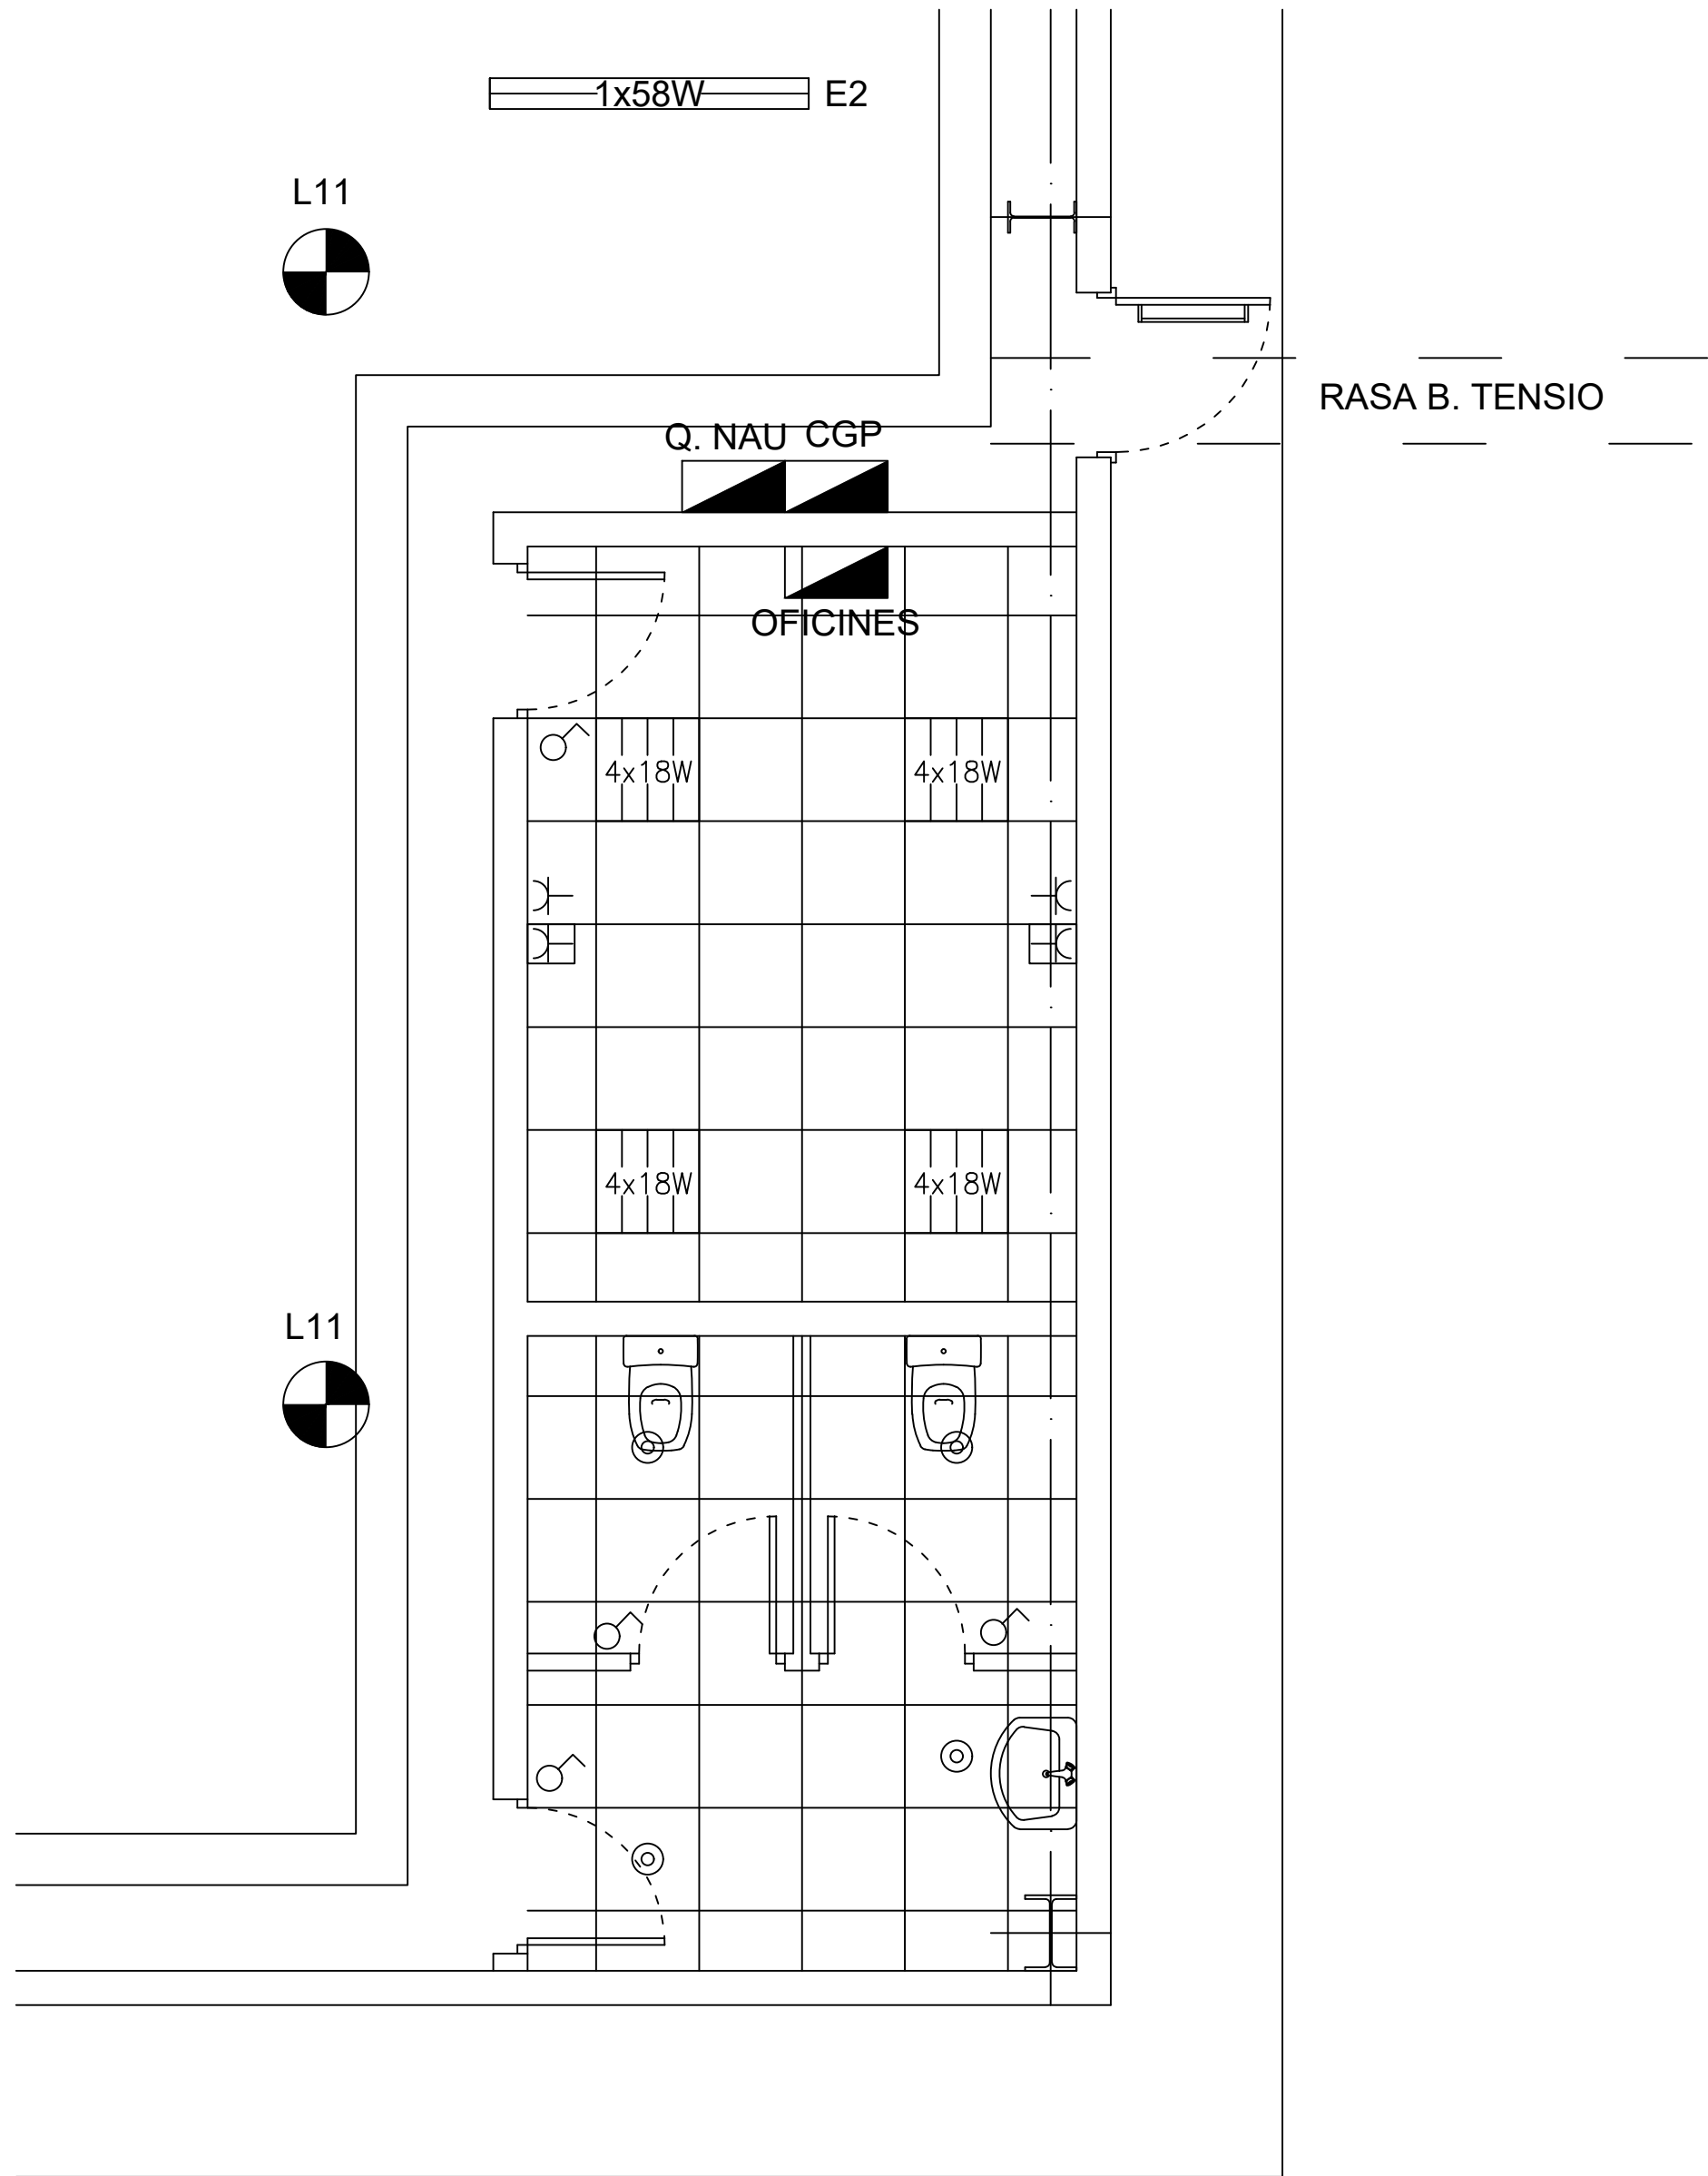 1x58W E2
L11
RASA B. TENSIO
Q. NAU CGP
OFICINES
4x18W 4x18W
4x18W 4x18W
L11